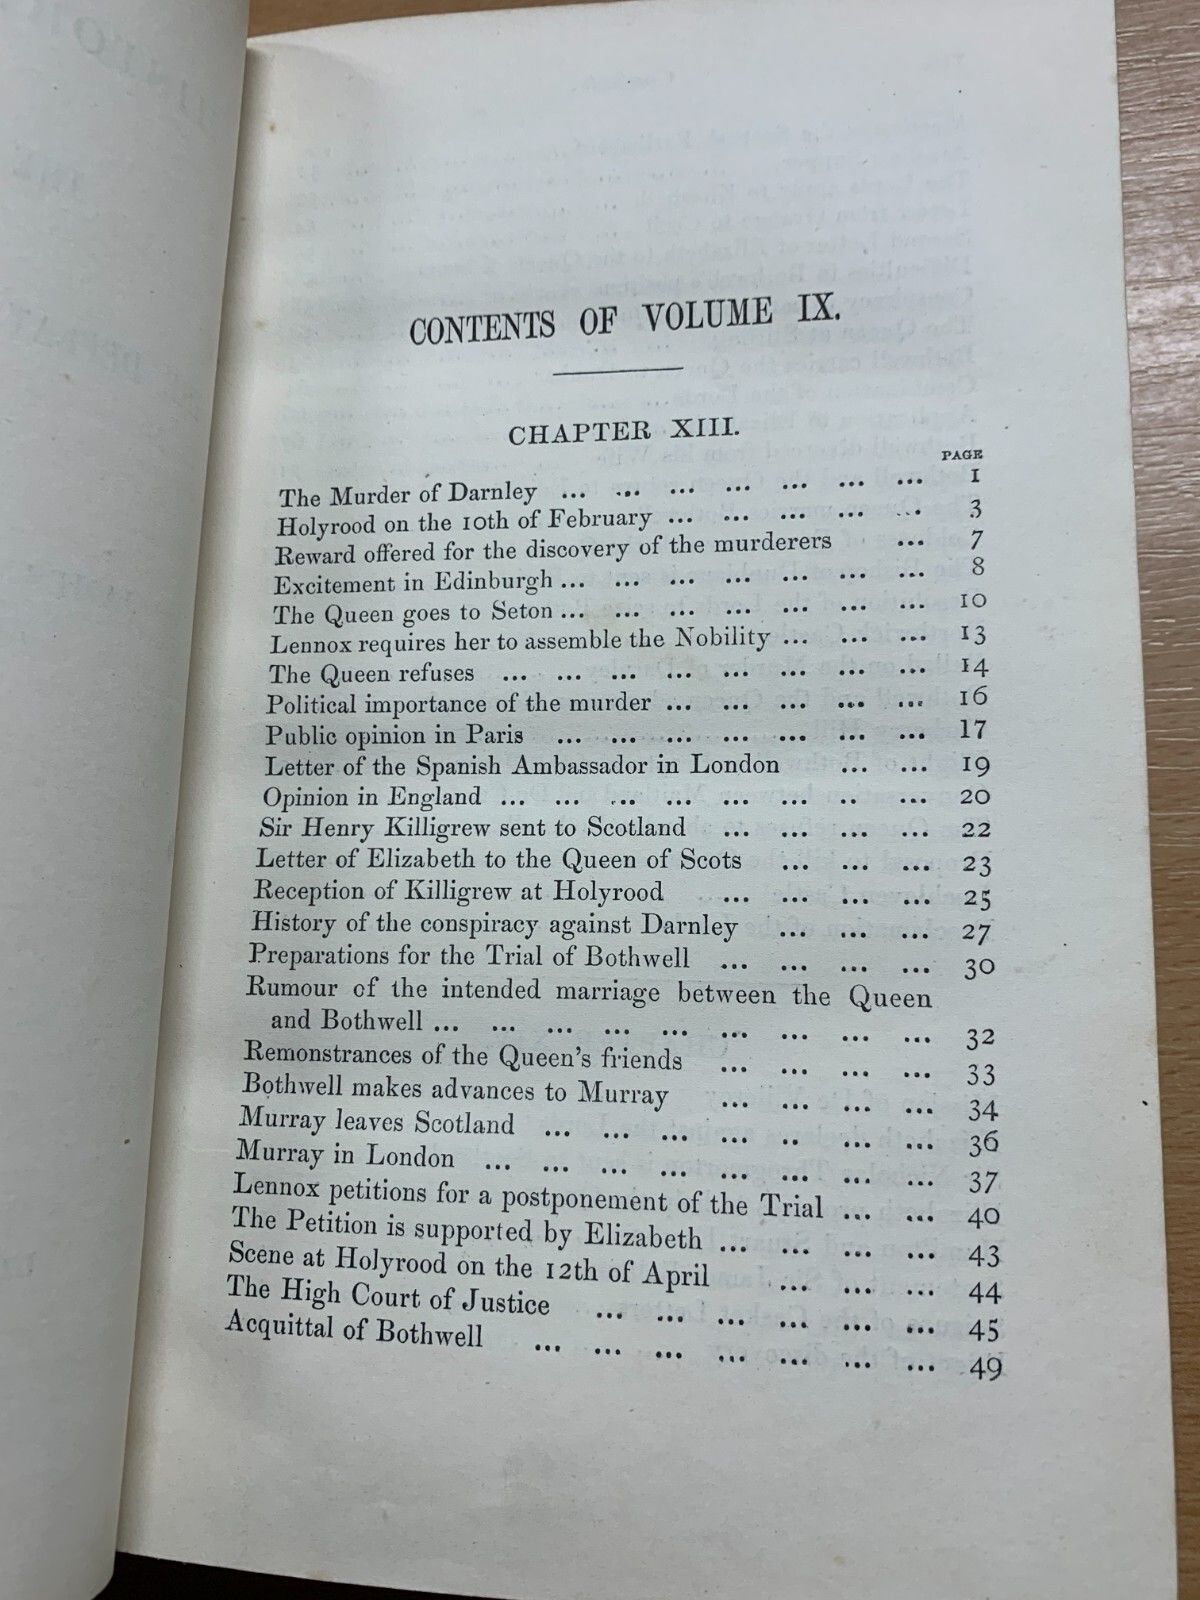 CONTENTS OF VOLUME IX.
CHAPTER XIII.
PAGE
The Murder of Darnley ... ... ... ... ... ... ... 1
Holyrood on the 10th of February ... ... ... ... ... 3
Reward offered for the discovery of the murderers ... 7
Excitement in Edinburgh ... ... ... ... ... ... ... 8
The Queen goes to Seton ... ... ... ... ... ... ... 10
Lennox requires her to assemble the Nobility ... ... ... 13
The Queen refuses ... ... ... ... ... ... ... ... 14
Political importance of the murder ... ... ... ... ... 16
Public opinion in Paris ... ... ... ... ... ... ... 17
Letter of the Spanish Ambassador in London ... ... 19
Opinion in England ... ... ... ... ... ... .. ... 20
Sir Henry Killigrew sent to Scotland ... ... ... ... 22
Letter of Elizabeth to the Queen of Scots ... ... ... 23
Reception of Killigrew at Holyrood ... ... ... ... 25
History of the conspiracy against Darnley ... ... ... 27
Preparations for the Trial of Bothwell ... ... ... ... 30
Rumour of the intended marriage between the Queen
and Bothwell ... ... ... ... ... ... ... ... ... 32
Remonstrances of the Queen's friends ... ... ... ... 33
Bothwell makes advances to Murray ... ... ... ... 34
Murray leaves Scotland ... ... ... ... .. ... ... 36
Murray in London ... ... ... ... ... ... ... ... 37
Lennox petitions for a postponement of the Trial ... ... 40
The Petition is supported by Elizabeth ... ... ... ... 43
Scene at Holyrood on the 12th of April ... ... ... 44
The High Court of Justice ... ... ... ... ... ... 45
Acquittal of Bothwell ... ... ... ... ... ... ... 49